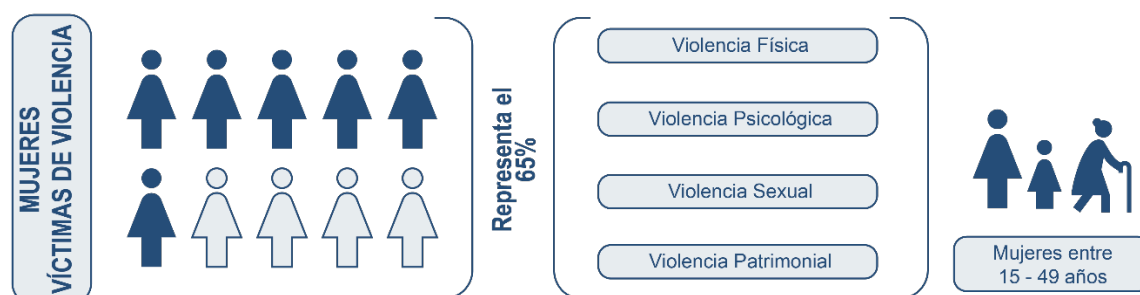 MUJERES
VÍCTIMAS DE VIOLENCIA
Representa el
65%
Violencia Física
Violencia Psicológica
Violencia Sexual
Violencia Patrimonial
Mujeres entre
15 - 49 años